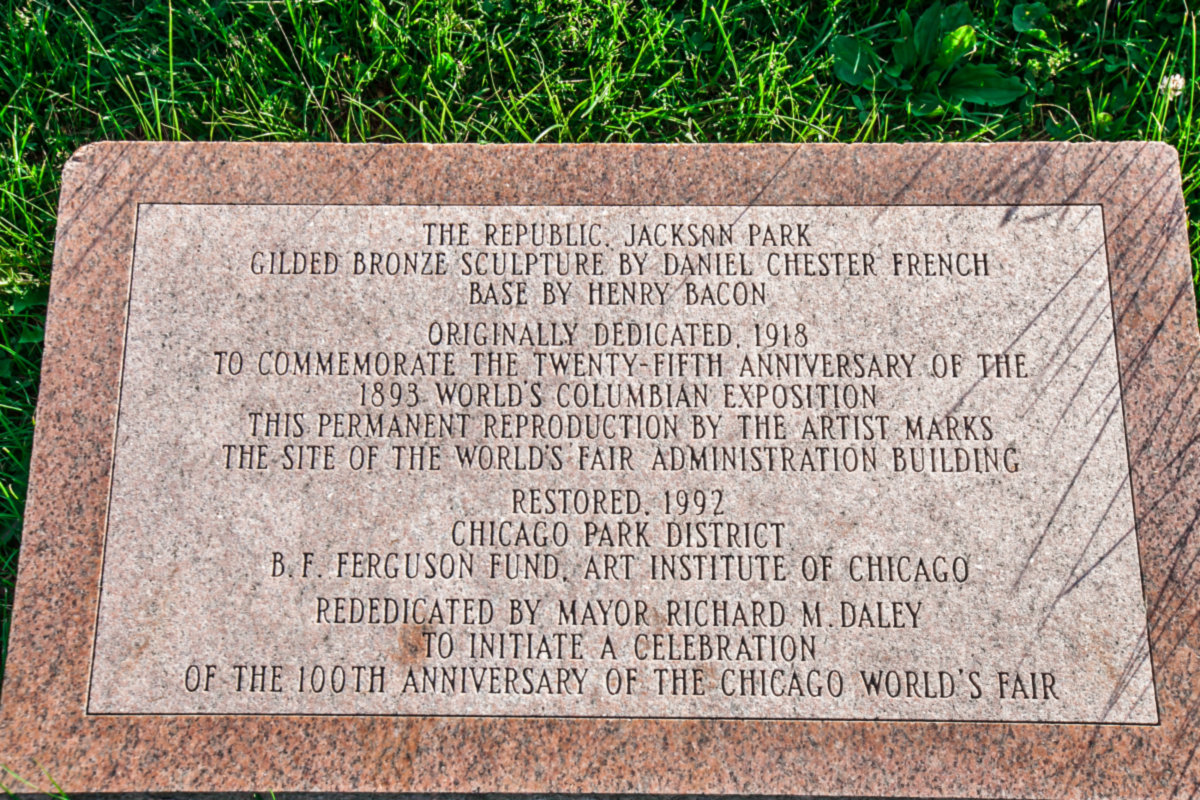 THE REPUBLIC, JACKSON PARK
GILDED BRONZE SCULPTURE BY DANIEL CHESTER FRENCH
BASE BY HENRY BACON
ORIGINALLY DEDICATED, 1918
TO COMMEMORATE THE TWENTY-FIFTH ANNIVERSARY OF THE
1893 WORLD'S COLUMBIAN EXPOSITION
THIS PERMANENT REPRODUCTION BY THE ARTIST MARKS
THE SITE OF THE WORLD'S FAIR ADMINISTRATION BUILDING
RESTORED, 1992
CHICAGO PARK DISTRICT
B. F. FERGUSON FUND, ART INSTITUTE OF CHICAGO
REDEDICATED BY MAYOR RICHARD M. DALEY
TO INITIATE A CELEBRATION
OF THE 100TH ANNIVERSARY OF THE CHICAGO WORLD'S FAIR